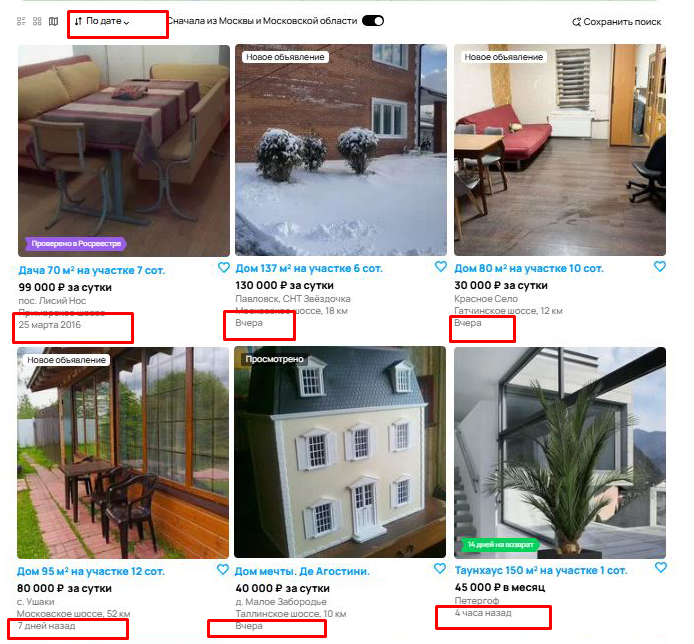 По дате
Сначала из Москвы и Московской области
Сохранить поиск
Проверено в Росреестре
Дача 70 м² на участке 7 сот.
99 000 ₽ за сутки
пос. Лисий Нос
Приморское шоссе
25 марта 2016
Новое объявление
Дом 137 м² на участке 6 сот.
130 000 ₽ за сутки
Павловск, СНТ Звёздочка
Московское шоссе, 18 км
Вчера
Новое объявление
Дом 80 м² на участке 10 сот.
30 000 ₽ за сутки
Красное Село
Гатчинское шоссе, 12 км
Вчера
Новое объявление
Дом 95 м² на участке 12 сот.
80 000 ₽ за сутки
с. Ушаки
Московское шоссе, 52 км
7 дней назад
Просмотрено
Дом мечты. Де Агостини.
40 000 ₽ за сутки
д. Малое Забородье
Таллинское шоссе, 10 км
Вчера
14 дней на возврат
Таунхаус 150 м² на участке 1 сот.
45 000 ₽ в месяц
Петергоф
4 часа назад